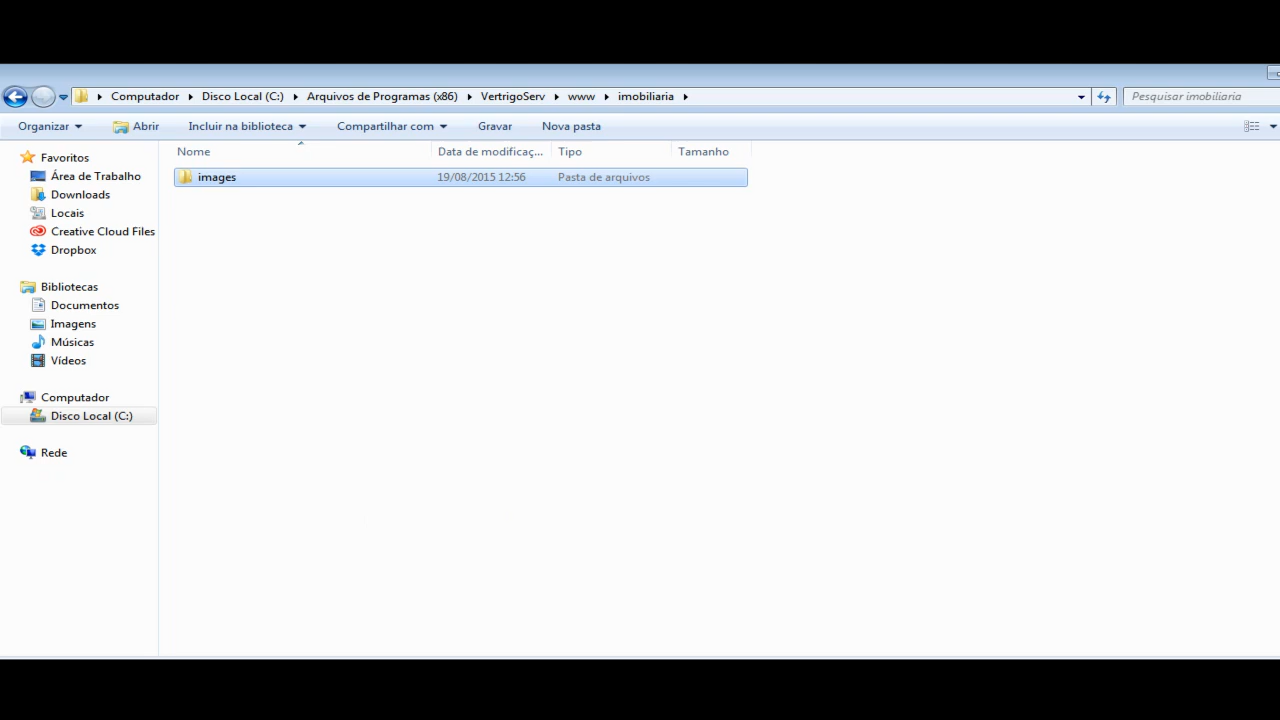 Computador Disco Local (C:) Arquivos de Programas (x86) VertrigoServ www imobiliaria Pesquisar imobiliaria
Organizar Abrir Incluir na biblioteca Compartilhar com Gravar Nova pasta
Nome Data de modificaç... Tipo Tamanho
images 19/08/2015 12:56 Pasta de arquivos
Favoritos
Área de Trabalho
Downloads
Locais
Creative Cloud Files
Dropbox
Bibliotecas
Documentos
Imagens
Músicas
Vídeos
Computador
Disco Local (C:)
Rede